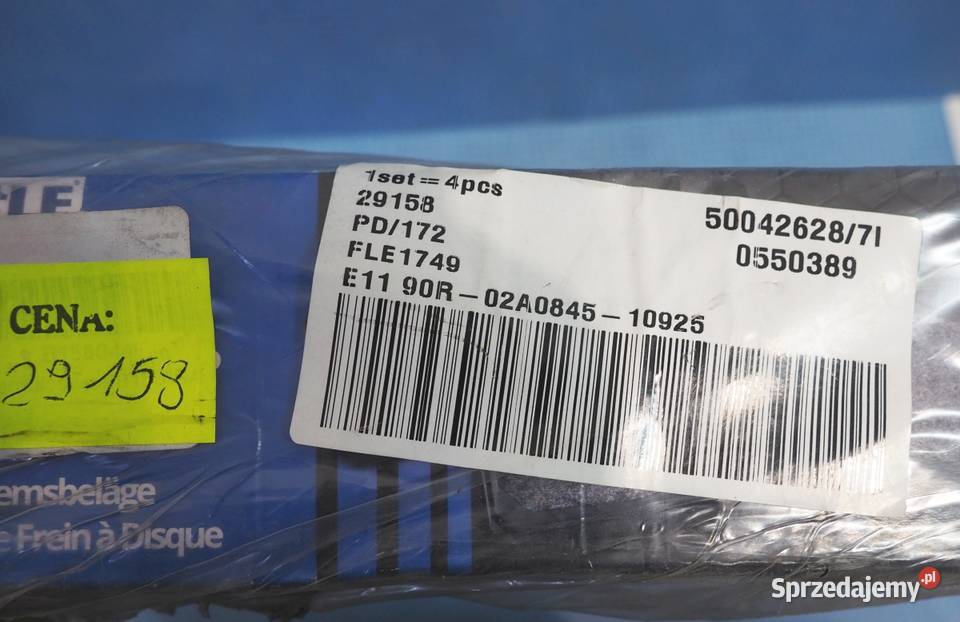 1set = 4pcs
29158
PD/172
FLE1749
E11 90R-02A0845-10925
50042628/71
0550389
CENA:
29158
emsbeläge
e Frein à Disque
Sprzedajemy.pl